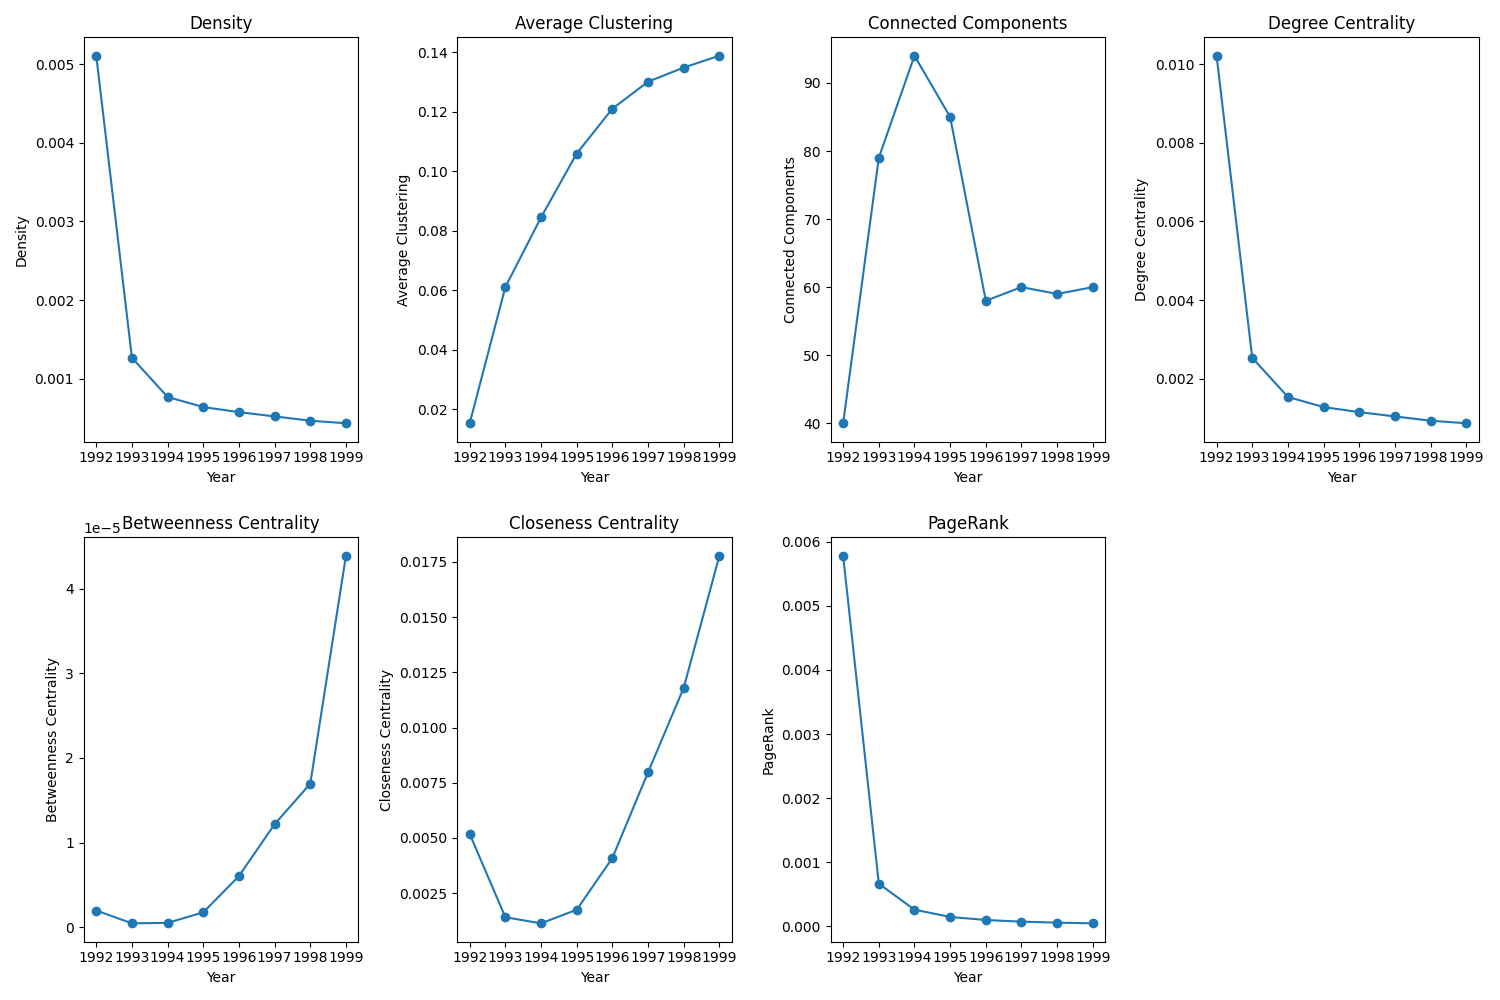 Density
Density
0.005
0.004
0.003
0.002
0.001
1992 1993 1994 1995 1996 1997 1998 1999
Year
Average Clustering
Average Clustering
0.14
0.12
0.10
0.08
0.06
0.04
0.02
1992 1993 1994 1995 1996 1997 1998 1999
Year
Connected Components
Connected Components
90
80
70
60
50
40
1992 1993 1994 1995 1996 1997 1998 1999
Year
Degree Centrality
Degree Centrality
0.010
0.008
0.006
0.004
0.002
1992 1993 1994 1995 1996 1997 1998 1999
Year
Betweenness Centrality
1e−5
Betweenness Centrality
4
3
2
1
0
1992 1993 1994 1995 1996 1997 1998 1999
Year
Closeness Centrality
Closeness Centrality
0.0175
0.0150
0.0125
0.0100
0.0075
0.0050
0.0025
1992 1993 1994 1995 1996 1997 1998 1999
Year
PageRank
PageRank
0.006
0.005
0.004
0.003
0.002
0.001
0.000
1992 1993 1994 1995 1996 1997 1998 1999
Year